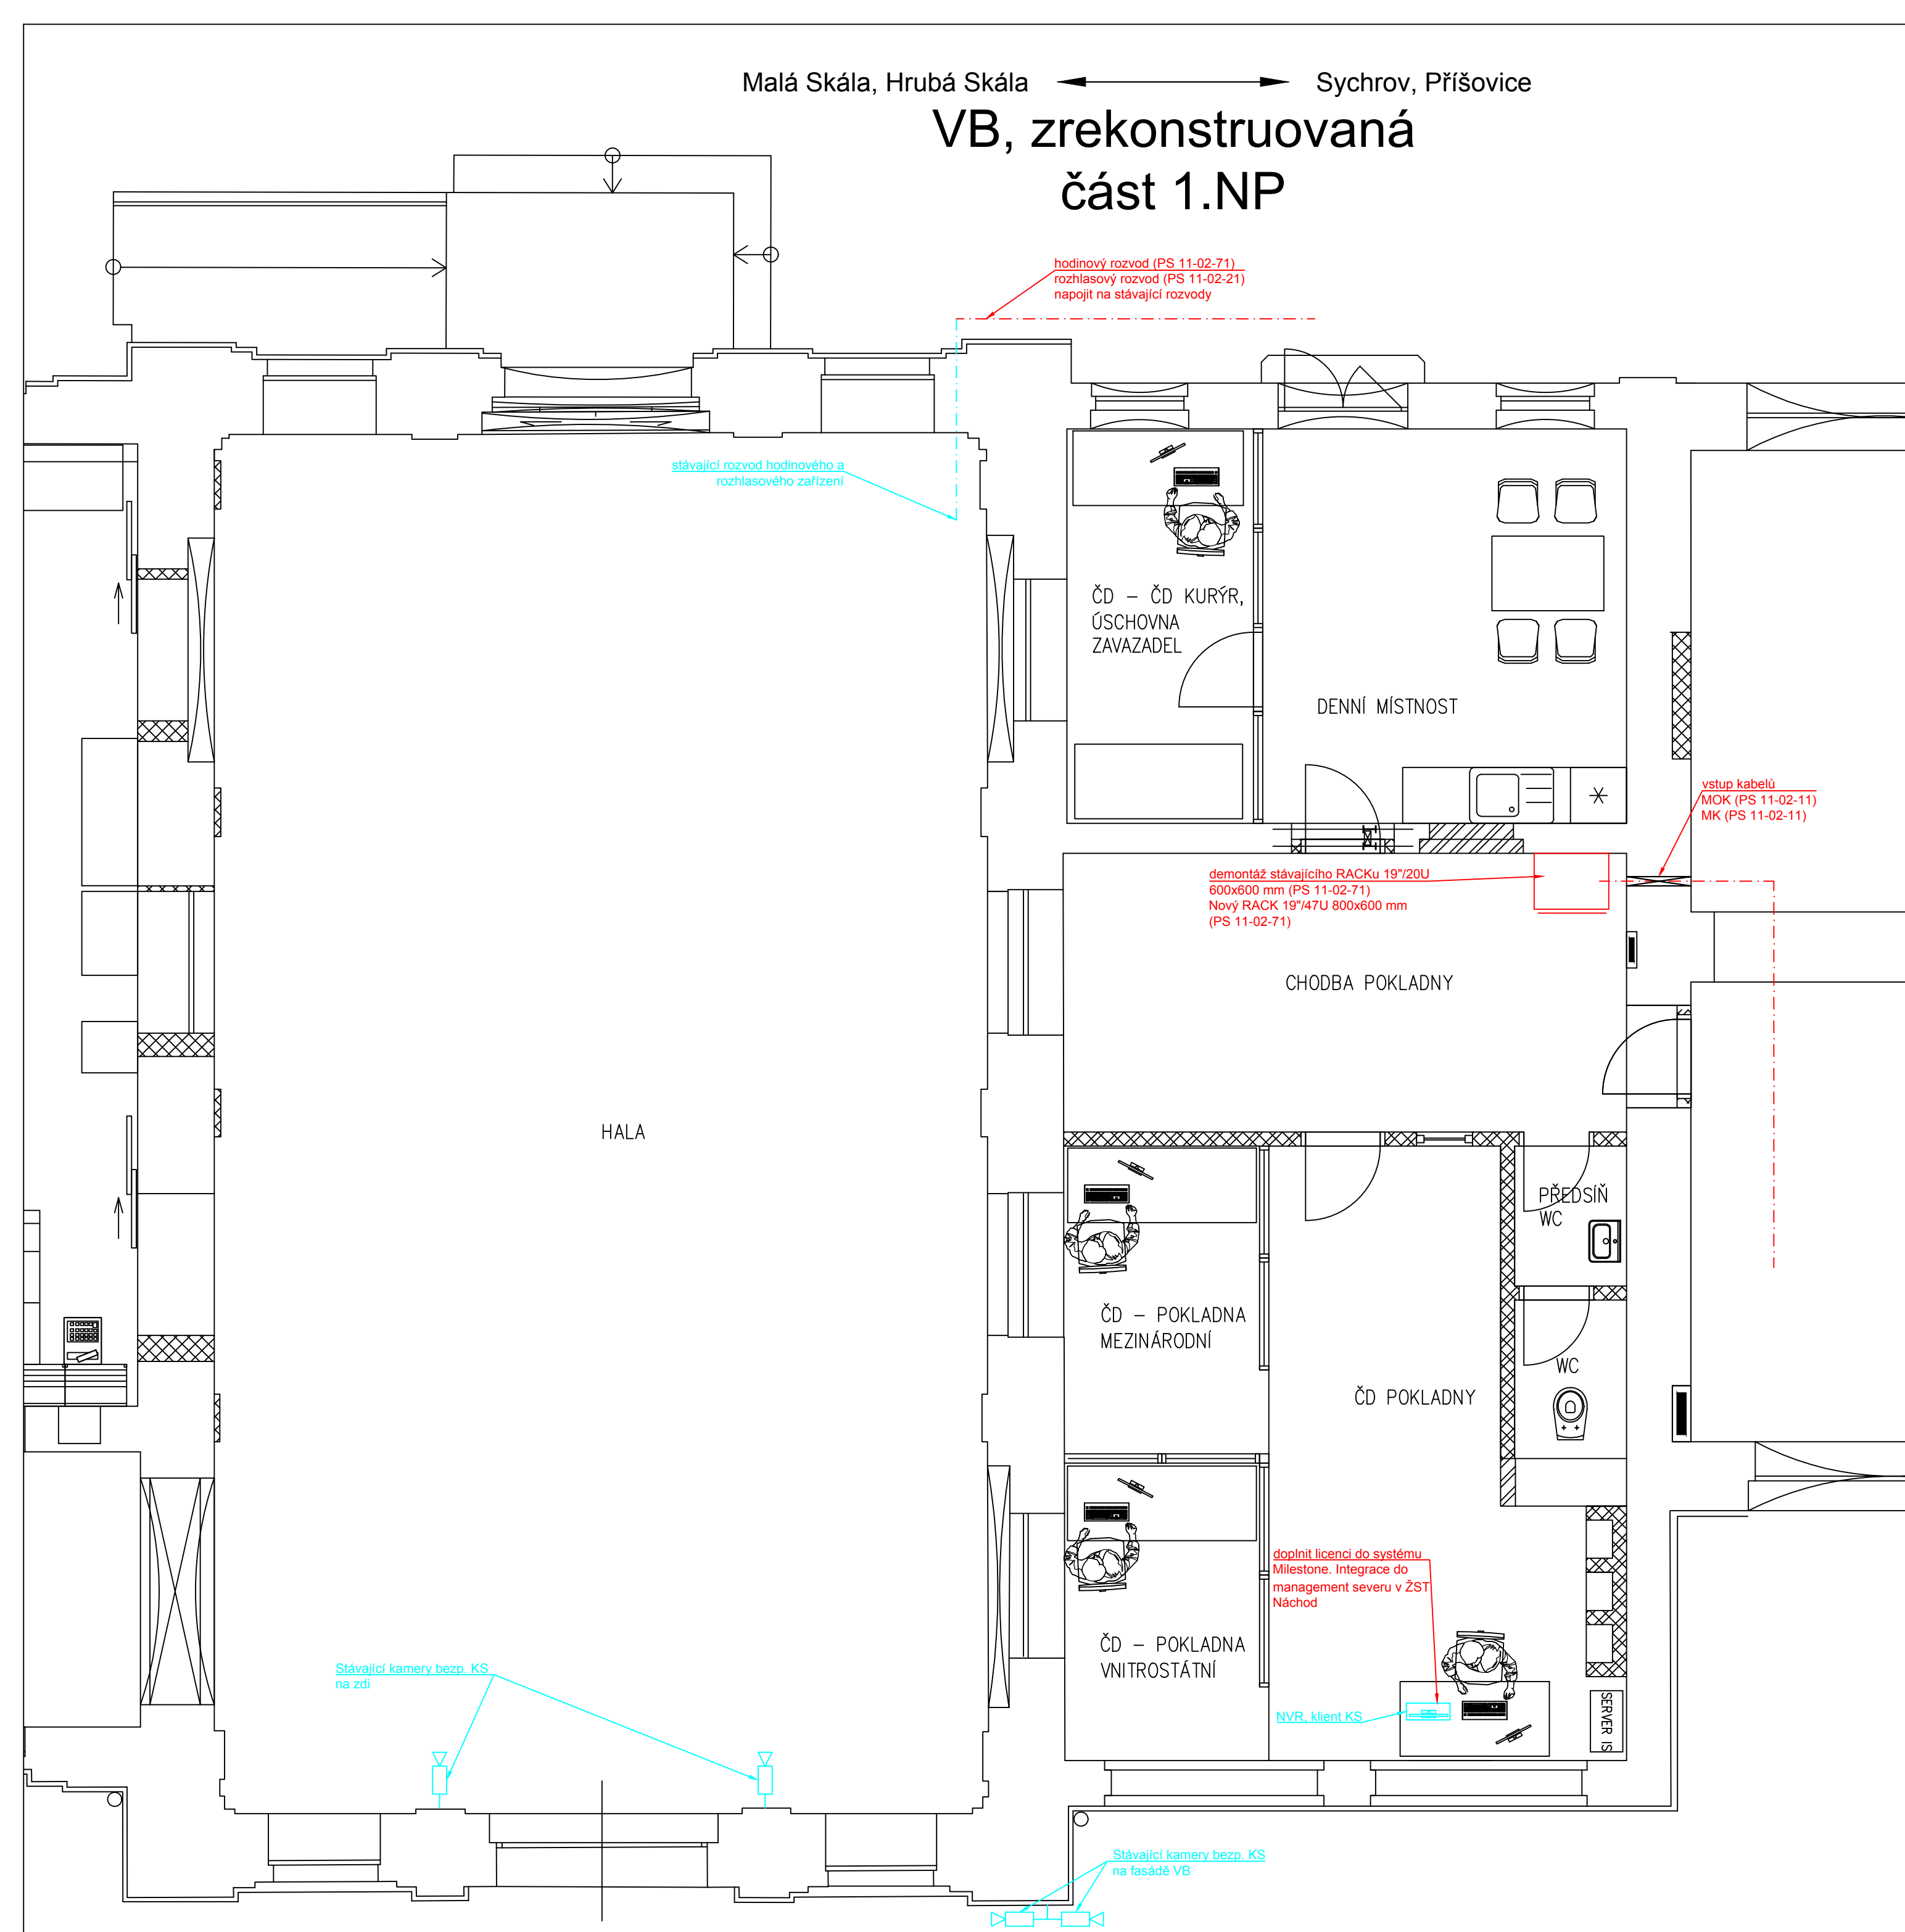 Malá Skála, Hrubá Skála Sychrov, Příšovice
VB, zrekonstruovaná
část 1.NP
hodinový rozvod (PS 11-02-71)
rozhlasový rozvod (PS 11-02-21)
napojit na stávající rozvody
stávající rozvod hodinového a
rozhlasového zařízení
ČD – ČD KURÝR,
ÚSCHOVNA
ZAVAZADEL
DENNÍ MÍSTNOST
vstup kabelů
MOK (PS 11-02-11)
MK (PS 11-02-11)
demontáž stávajícího RACKu 19"/20U
600x600 mm (PS 11-02-71)
Nový RACK 19"/47U 800x600 mm
(PS 11-02-71)
CHODBA POKLADNY
HALA
PŘEDSÍŇ
WC
ČD – POKLADNA
MEZINÁRODNÍ
WC
ČD POKLADNY
doplnit licenci do systému
Milestone. Integrace do
management severu v ŽST
Náchod
ČD – POKLADNA
VNITROSTÁTNÍ
Stávající kamery bezp. KS
na zdi
NVR, klient KS
SERVER IS
Stávající kamery bezp. KS
na fasádě VB